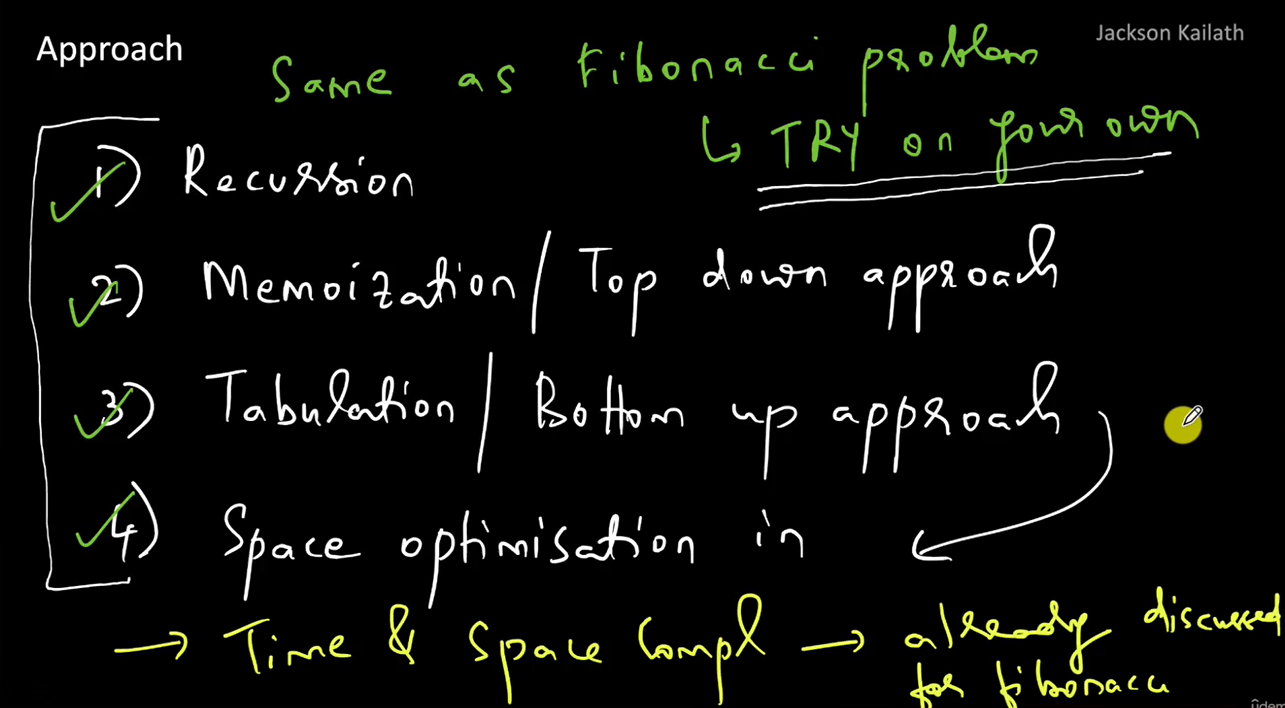 Approach
Jackson Kailath
Same as Fibonacci problem
↳ TRY on your own
1) Recursion
2) Memoization / Top down approach
3) Tabulation / Bottom up approach
4) Space optimisation in
→ Time & Space Compl → already discussed
for fibonacci